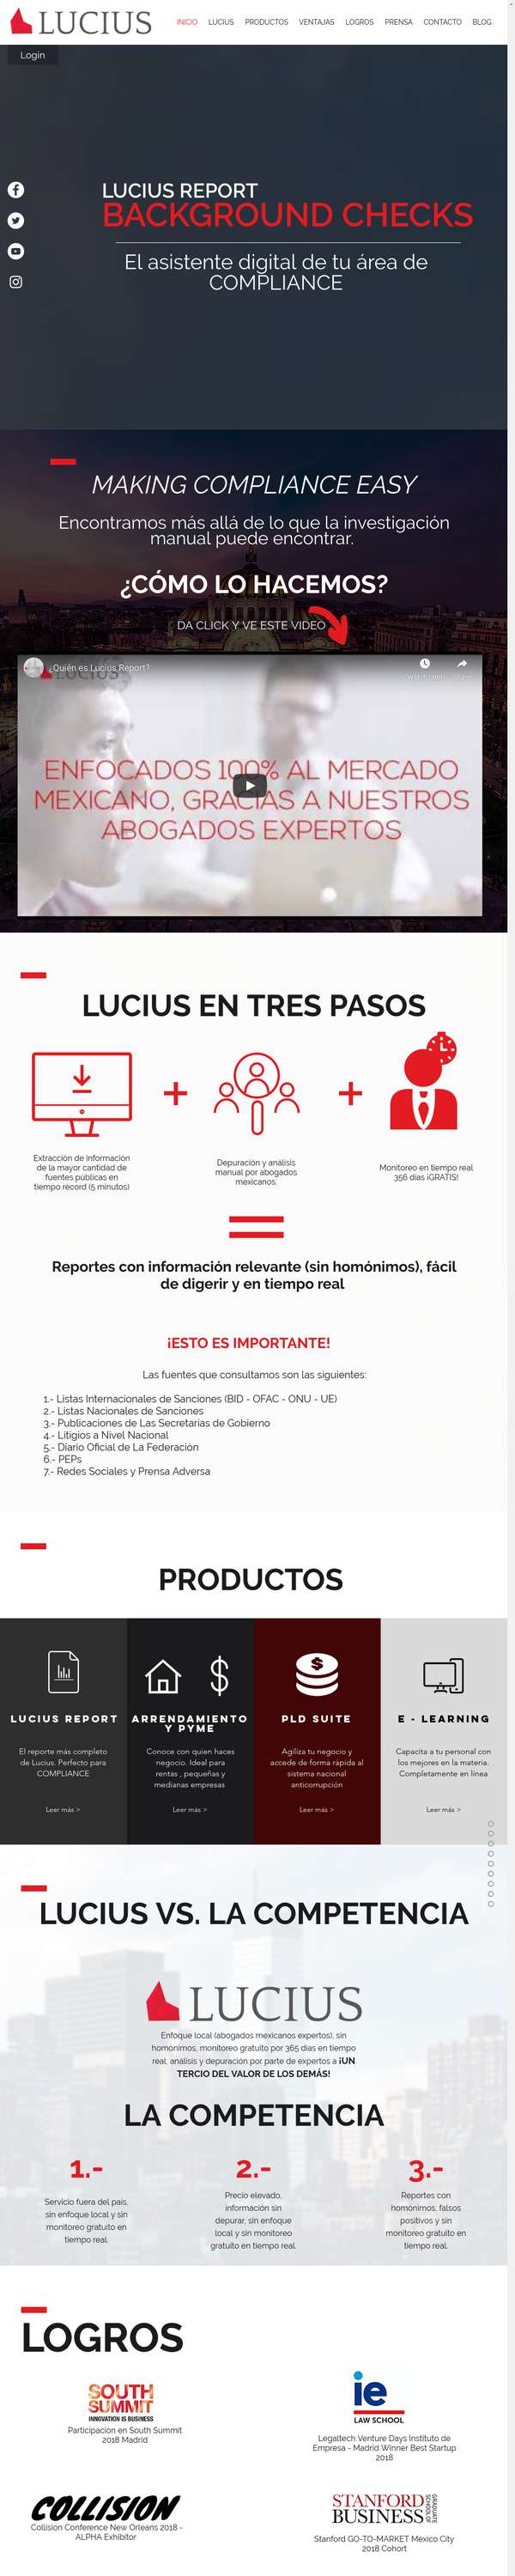 LUCIUS
INICIO LUCIUS PRODUCTOS VENTAJAS LOGROS PRENSA CONTACTO BLOG
Login
LUCIUS REPORT
BACKGROUND CHECKS
El asistente digital de tu área de
COMPLIANCE
MAKING COMPLIANCE EASY
Encontramos más allá de lo que la investigación
manual puede encontrar.
¿CÓMO LO HACEMOS?
DA CLICK Y VE ESTE VIDEO
¿Quién es Lucius Report?
LUCIUS
Watch later Share
ENFOCADOS 100% AL MERCADO
MEXICANO, GRACIAS A NUESTROS
ABOGADOS EXPERTOS
LUCIUS EN TRES PASOS
+ +
Extracción de información
de la mayor cantidad de
fuentes públicas en
tiempo récord (5 minutos)
Depuración y análisis
manual por abogados
mexicanos.
Monitoreo en tiempo real
356 días ¡GRATIS!
Reportes con información relevante (sin homónimos), fácil
de digerir y en tiempo real
¡ESTO ES IMPORTANTE!
Las fuentes que consultamos son las siguientes:
1.- Listas Internacionales de Sanciones (BID - OFAC - ONU - UE)
2.- Listas Nacionales de Sanciones
3.- Publicaciones de Las Secretarías de Gobierno
4.- Litigios a Nivel Nacional
5.- Diario Oficial de La Federación
6.- PEPs
7.- Redes Sociales y Prensa Adversa
PRODUCTOS
LUCIUS REPORT
El reporte más completo
de Lucius. Perfecto para
COMPLIANCE
Leer más >
$
ARRENDAMIENTO
Y PYME
Conoce con quien haces
negocio. Ideal para
rentas , pequeñas y
medianas empresas
Leer más >
$
PLD SUITE
Agiliza tu negocio y
accede de forma rápida al
sistema nacional
anticorrupción
Leer más >
E - LEARNING
Capacita a tu personal con
los mejores en la materia.
Completamente en línea
Leer más >
LUCIUS VS. LA COMPETENCIA
LUCIUS
Enfoque local (abogados mexicanos expertos), sin
homónimos, monitoreo gratuito por 365 días en tiempo
real, análisis y depuración por parte de expertos a ¡UN
TERCIO DEL VALOR DE LOS DEMÁS!
LA COMPETENCIA
1.-
Servicio fuera del país,
sin enfoque local y sin
monitoreo gratuito en
tiempo real.
2.-
Precio elevado,
información sin
depurar, sin enfoque
local y sin monitoreo
gratuito en tiempo real.
3.-
Reportes con
homónimos, falsos
positivos y sin
monitoreo gratuito en
tiempo real.
LOGROS
SOUTH
SUMMIT
INNOVATION IS BUSINESS
Participación en South Summit
2018 Madrid
ie
LAW SCHOOL
Legaltech Venture Days Instituto de
Empresa - Madrid Winner Best Startup
2018
COLLISION
Collision Conference New Orleans 2018 -
ALPHA Exhibitor
STANFORD
BUSINESS
GRADUATE
SCHOOL OF
Stanford GO-TO-MARKET Mexico City
2018 Cohort